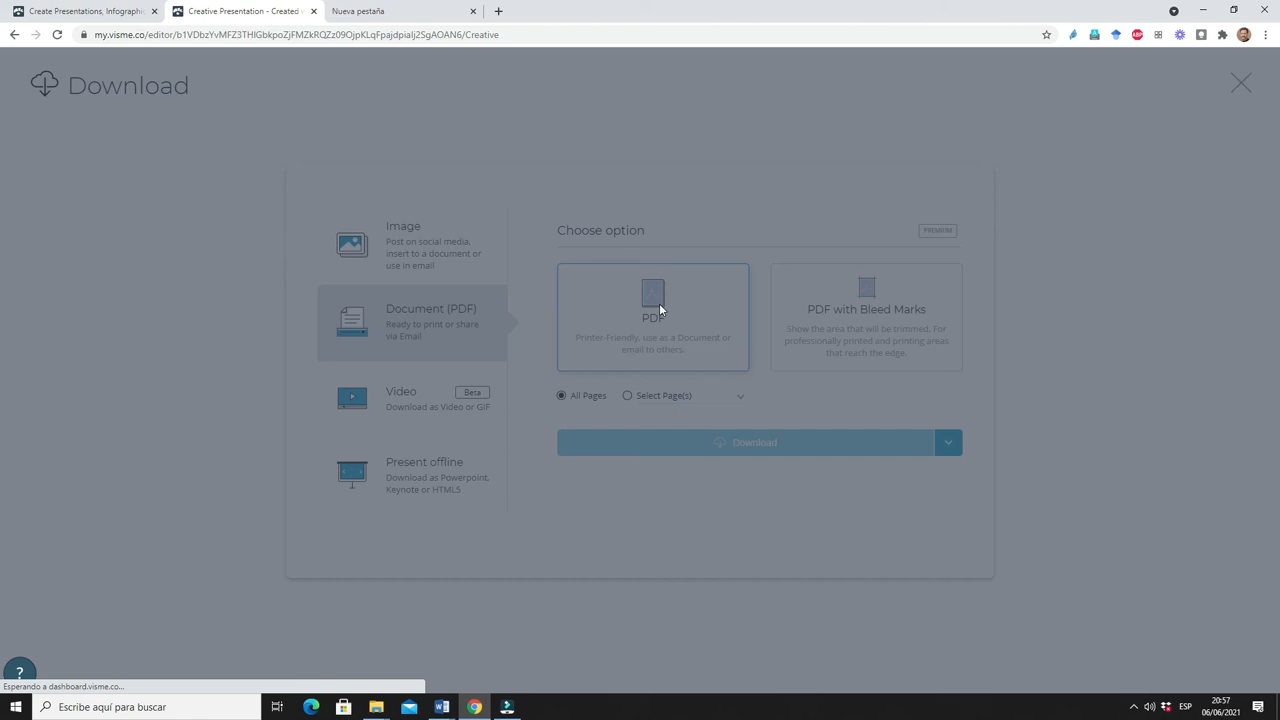 Create Presentations, Infographic
Creative Presentation - Created v
Nueva pestaña
my.visme.co/editor/b1VDbzYvMFZ3THlGbkpoZjFMZkRQZz09OjpKLqFpajdpiaIj2SgAOAN6/Creative
ABP
Download
Image
Post on social media,
insert to a document or
use in email
Document (PDF)
Ready to print or share
via Email
Video
Beta
Download as Video or GIF
Present offline
Download as Powerpoint,
Keynote or HTML5
Choose option
PREMIUM
PDF
Printer-Friendly, use as a Document or
email to others.
PDF with Bleed Marks
Show the area that will be trimmed. For
professionally printed and printing areas
that reach the edge.
All Pages
Select Page(s)
Download
?
Esperando a dashboard.visme.co...
Escribe aquí para buscar
ESP
20:57
06/06/2021